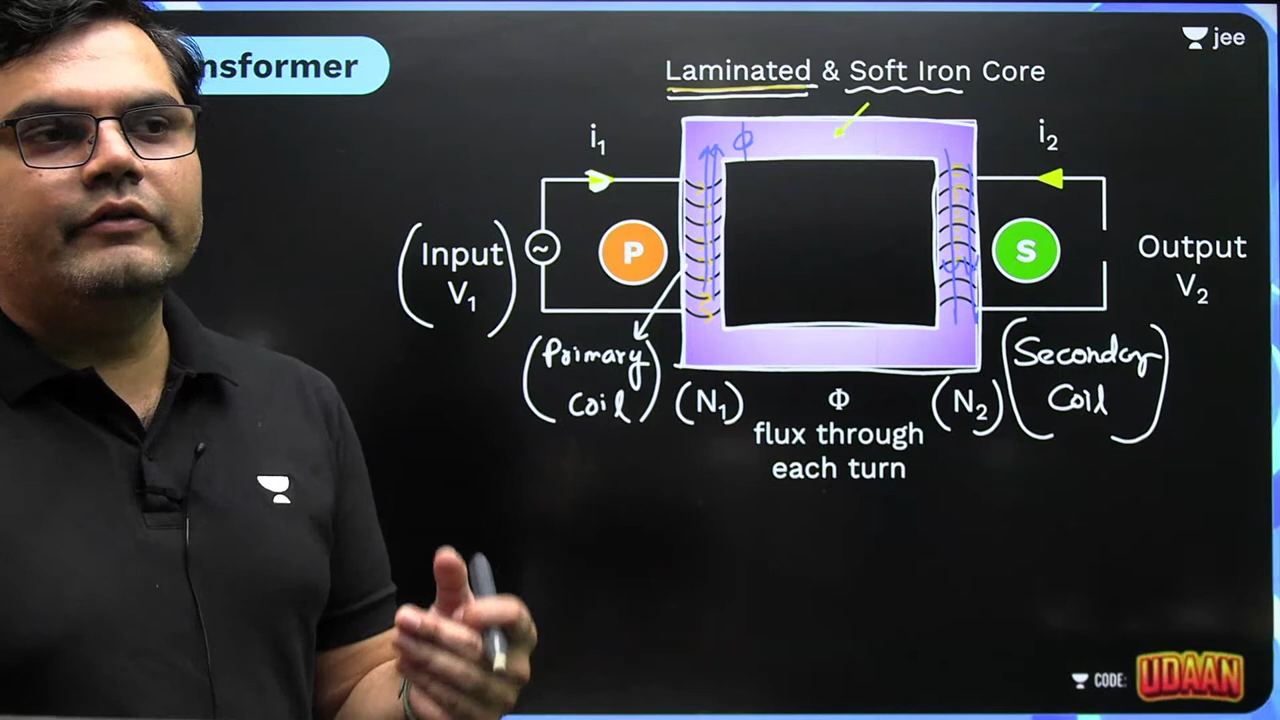 nsformer
jee
Laminated & Soft Iron Core
i₁
ϕ
i₂
(Input V₁)
~
P
S
Output
V₂
(Primary
Coil)
(N₁)
Φ
flux through
each turn
(N₂)
(Secondary
Coil)
CODE: UDAAN